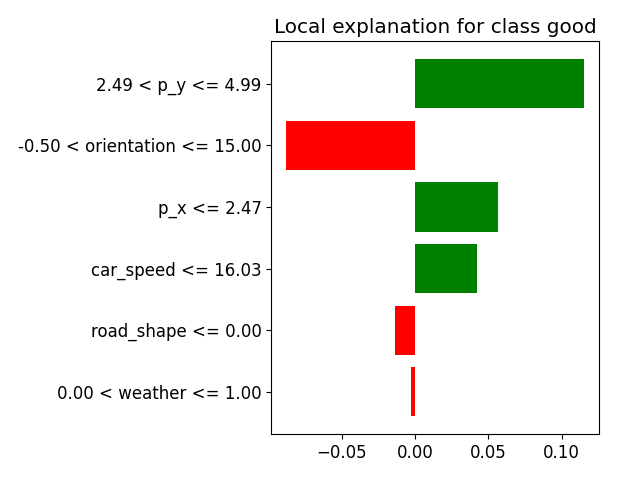 Local explanation for class good
2.49 < p_y <= 4.99
-0.50 < orientation <= 15.00
p_x <= 2.47
car_speed <= 16.03
road_shape <= 0.00
0.00 < weather <= 1.00
−0.05 0.00 0.05 0.10